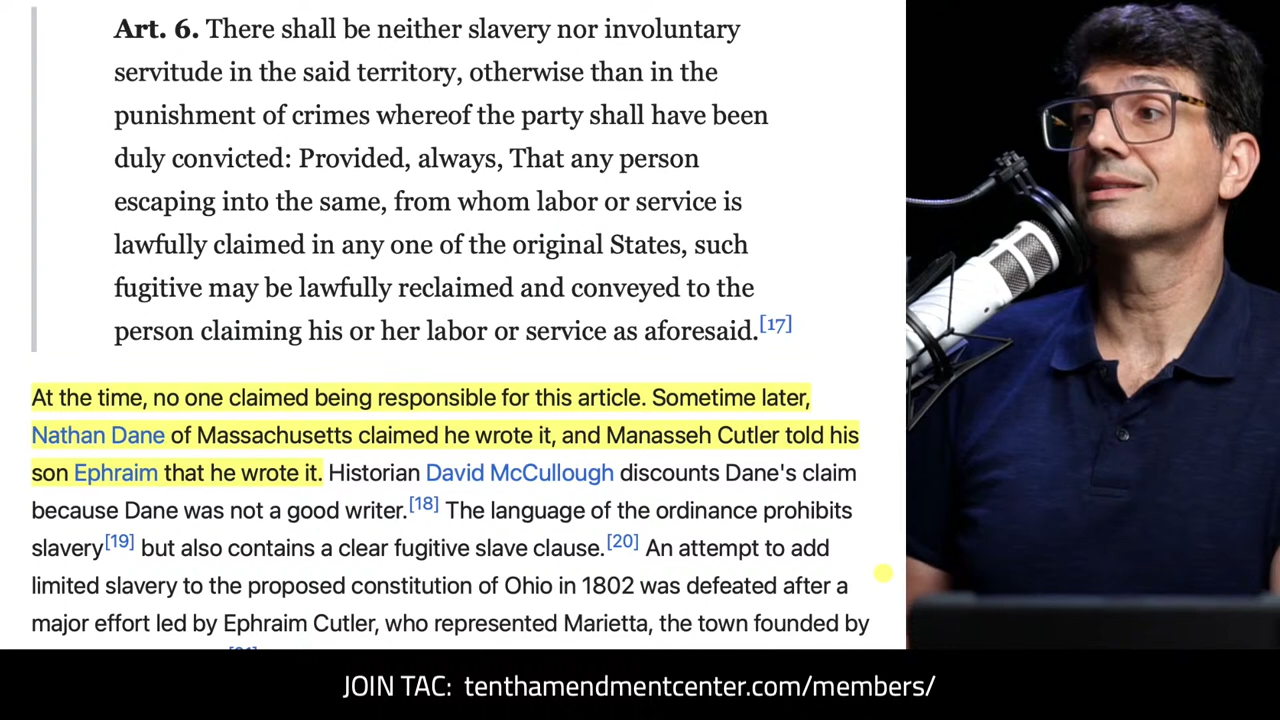 Art. 6. There shall be neither slavery nor involuntary
servitude in the said territory, otherwise than in the
punishment of crimes whereof the party shall have been
duly convicted: Provided, always, That any person
escaping into the same, from whom labor or service is
lawfully claimed in any one of the original States, such
fugitive may be lawfully reclaimed and conveyed to the
person claiming his or her labor or service as aforesaid.[17]
At the time, no one claimed being responsible for this article. Sometime later,
Nathan Dane of Massachusetts claimed he wrote it, and Manasseh Cutler told his
son Ephraim that he wrote it. Historian David McCullough discounts Dane's claim
because Dane was not a good writer.[18] The language of the ordinance prohibits
slavery[19] but also contains a clear fugitive slave clause.[20] An attempt to add
limited slavery to the proposed constitution of Ohio in 1802 was defeated after a
major effort led by Ephraim Cutler, who represented Marietta, the town founded by
JOIN TAC: tenthamendmentcenter.com/members/